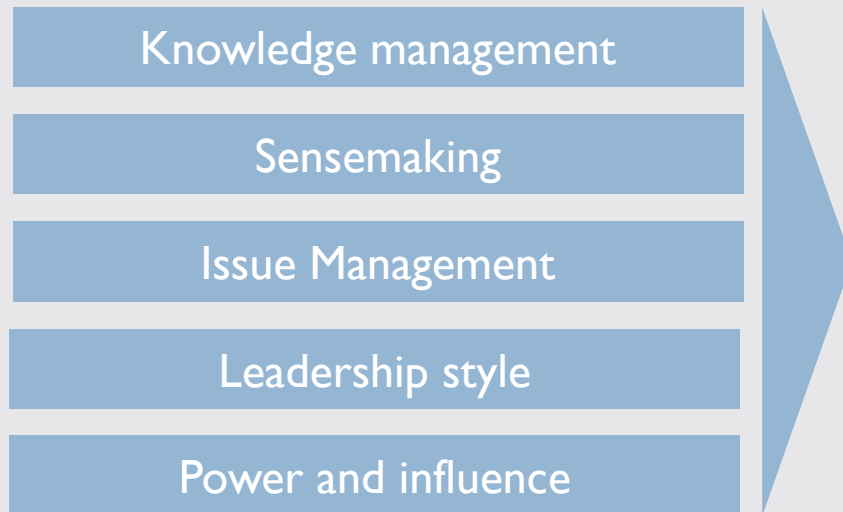 Knowledge management
Sensemaking
Issue Management
Leadership style
Power and influence